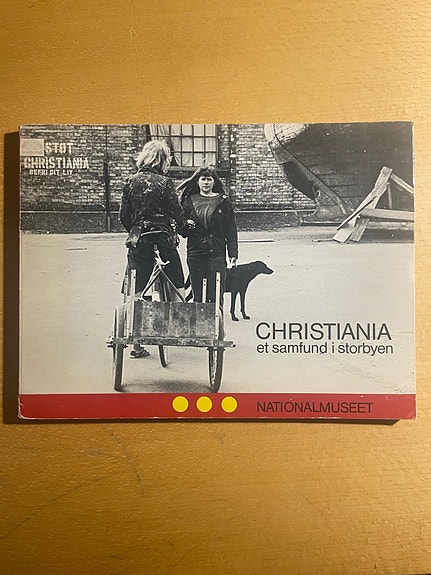 STØT
CHRISTIANIA
BEFRI DIT LIV
CHRISTIANIA
et samfund i storbyen
NATIONALMUSEET